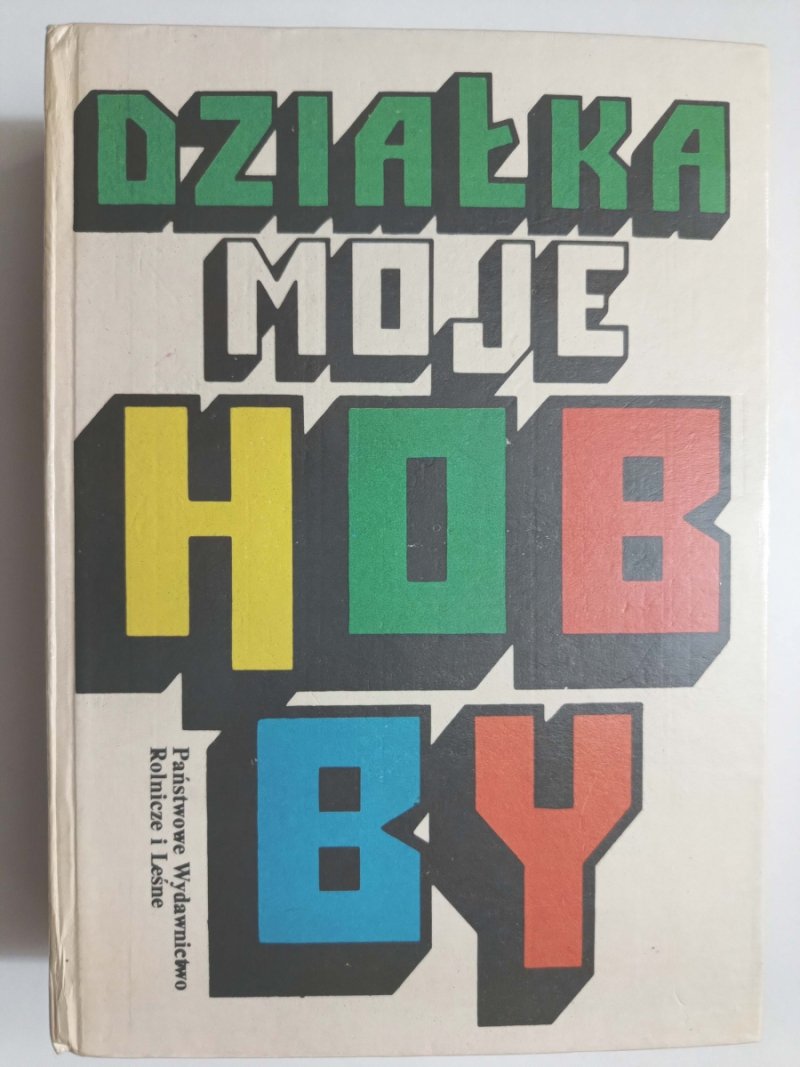 DZIAŁKA
MOJE
HOB
BY
Państwowe Wydawnictwo
Rolnicze i Leśne